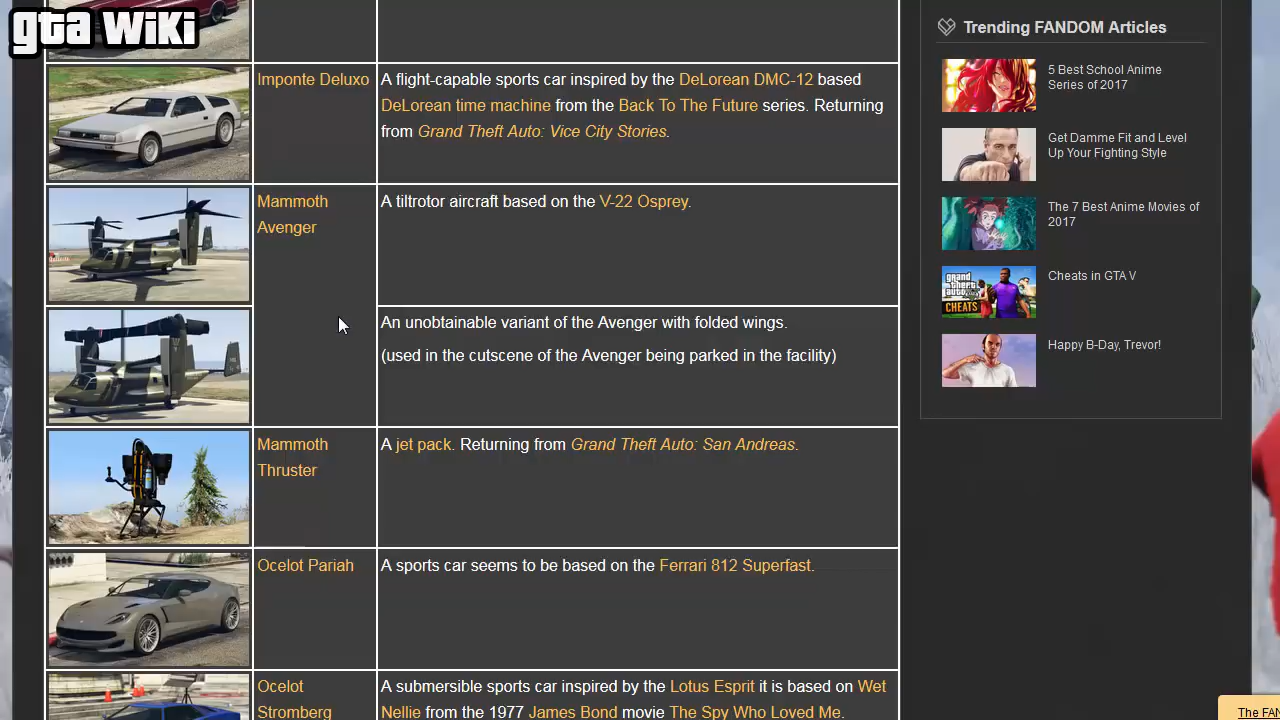 gta wiki
Imponte Deluxo
A flight-capable sports car inspired by the DeLorean DMC-12 based
DeLorean time machine from the Back To The Future series. Returning
from Grand Theft Auto: Vice City Stories.
Mammoth
Avenger
A tiltrotor aircraft based on the V-22 Osprey.
An unobtainable variant of the Avenger with folded wings.
(used in the cutscene of the Avenger being parked in the facility)
Mammoth
Thruster
A jet pack. Returning from Grand Theft Auto: San Andreas.
Ocelot Pariah
A sports car seems to be based on the Ferrari 812 Superfast.
Ocelot
Stromberg
A submersible sports car inspired by the Lotus Esprit it is based on Wet
Nellie from the 1977 James Bond movie The Spy Who Loved Me.
Trending FANDOM Articles
5 Best School Anime
Series of 2017
Get Damme Fit and Level
Up Your Fighting Style
The 7 Best Anime Movies of
2017
grand
theft
auto
CHEATS
Cheats in GTA V
Happy B-Day, Trevor!
The FAN